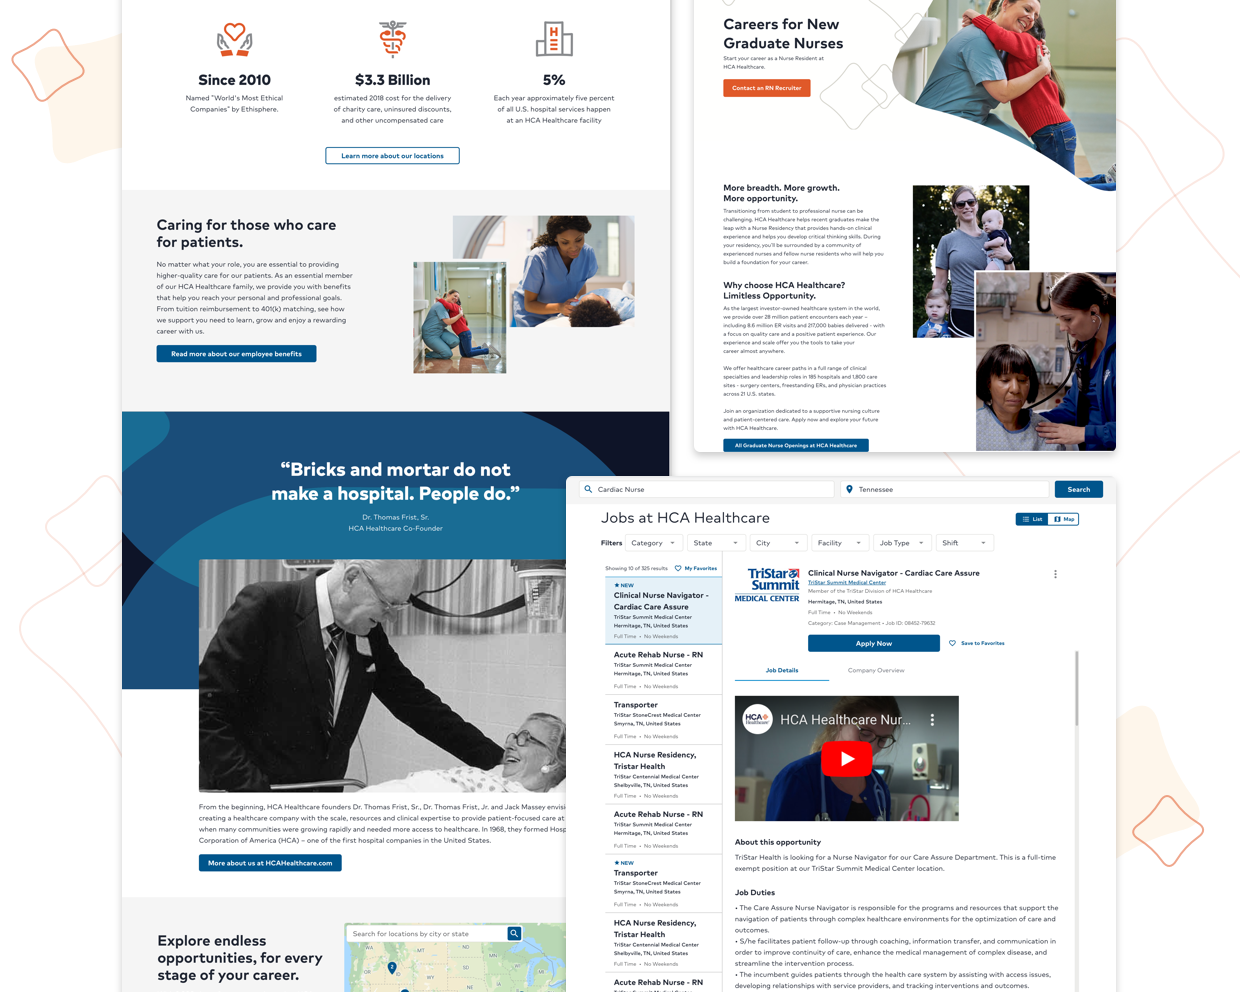 Since 2010
Named "World's Most Ethical
Companies" by Ethisphere.
$3.3 Billion
estimated 2018 cost for the delivery
of charity care, uninsured discounts,
and other uncompensated care
5%
Each year approximately five percent
of all U.S. hospital services happen
at an HCA Healthcare facility
Learn more about our locations
Caring for those who care
for patients.
No matter what your role, you are essential to providing
higher-quality care for our patients. As an essential member
of our HCA Healthcare family, we provide you with benefits
that help you reach your personal and professional goals.
From tuition reimbursement to 401(k) matching, see how
we support you need to learn, grow and enjoy a rewarding
career with us.
Read more about our employee benefits
“Bricks and mortar do not
make a hospital. People do.”
Dr. Thomas Frist, Sr.
HCA Healthcare Co-Founder
From the beginning, HCA Healthcare founders Dr. Thomas Frist, Sr., Dr. Thomas Frist, Jr. and Jack Massey envisi
creating a healthcare company with the scale, resources and clinical expertise to provide patient-focused care at
when many communities were growing rapidly and needed more access to healthcare. In 1968, they formed Hosp
Corporation of America (HCA) – one of the first hospital companies in the United States.
More about us at HCAHealthcare.com
Explore endless
opportunities, for every
stage of your career.
Search for locations by city or state
ND
MN
OR
ID
2
SD
WI
WY
IA
NE
Careers for New
Graduate Nurses
Start your career as a Nurse Resident at
HCA Healthcare.
Contact an RN Recruiter
More breadth. More growth.
More opportunity.
Transitioning from student to professional nurse can be
challenging. HCA Healthcare helps recent graduates make the
leap with a Nurse Residency that provides hands-on clinical
experience and helps you develop critical thinking skills. During
your residency, you'll be surrounded by a community of
experienced nurses and fellow nurse residents who will help you
build a foundation for your career.
Why choose HCA Healthcare?
Limitless Opportunity.
As the largest investor-owned healthcare system in the world,
we provide over 28 million patient encounters each year –
including 8.6 million ER visits and 217,000 babies delivered - with
a focus on quality care and a positive patient experience. Our
experience and scale offer you the tools to take your
career almost anywhere.
We offer healthcare career paths in a full range of clinical
specialties and leadership roles in 185 hospitals and 1,800 care
sites - surgery centers, freestanding ERs, and physician practices
across 21 U.S. states.
Join an organization dedicated to a supportive nursing culture
and patient-centered care. Apply now and explore your future
with HCA Healthcare.
All Graduate Nurse Openings at HCA Healthcare
Cardiac Nurse
Tennessee
Search
Jobs at HCA Healthcare
List
Map
Filters
Category
State
City
Facility
Job Type
Shift
Showing 10 of 325 results
My Favorites
NEW
Clinical Nurse Navigator -
Cardiac Care Assure
TriStar Summit Medical Center
Hermitage, TN, United States
Full Time • No Weekends
Acute Rehab Nurse - RN
TriStar Summit Medical Center
Hermitage, TN, United States
Full Time • No Weekends
Transporter
TriStar StoneCrest Medical Center
Smyrna, TN, United States
Full Time • No Weekends
HCA Nurse Residency,
Tristar Health
TriStar Centennial Medical Center
Shelbyville, TN, United States
Full Time • No Weekends
Acute Rehab Nurse - RN
TriStar Summit Medical Center
Hermitage, TN, United States
Full Time • No Weekends
NEW
Transporter
TriStar StoneCrest Medical Center
Smyrna, TN, United States
Full Time • No Weekends
HCA Nurse Residency,
Tristar Health
TriStar Centennial Medical Center
Shelbyville, TN, United States
Full Time • No Weekends
Acute Rehab Nurse - RN
TriStar
Summit
MEDICAL CENTER
Clinical Nurse Navigator - Cardiac Care Assure
TriStar Summit Medical Center
Member of the TriStar Division of HCA Healthcare
Hermitage, TN, United States
Full Time • No Weekends
Category: Case Management • Job ID: 08452-79632
Apply Now
Save to Favorites
Job Details
Company Overview
HCA
Healthcare
HCA Healthcare Nur...
About this opportunity
TriStar Health is looking for a Nurse Navigator for our Care Assure Department. This is a full-time
exempt position at our TriStar Summit Medical Center location.
Job Duties
• The Care Assure Nurse Navigator is responsible for the programs and resources that support the
navigation of patients through complex healthcare environments for the optimization of care and
outcomes.
• S/he facilitates patient follow-up through coaching, information transfer, and communication in
order to improve continuity of care, enhance the medical management of complex disease, and
streamline the intervention process.
• The incumbent guides patients through the health care system by assisting with access issues,
developing relationships with service providers, and tracking interventions and outcomes.